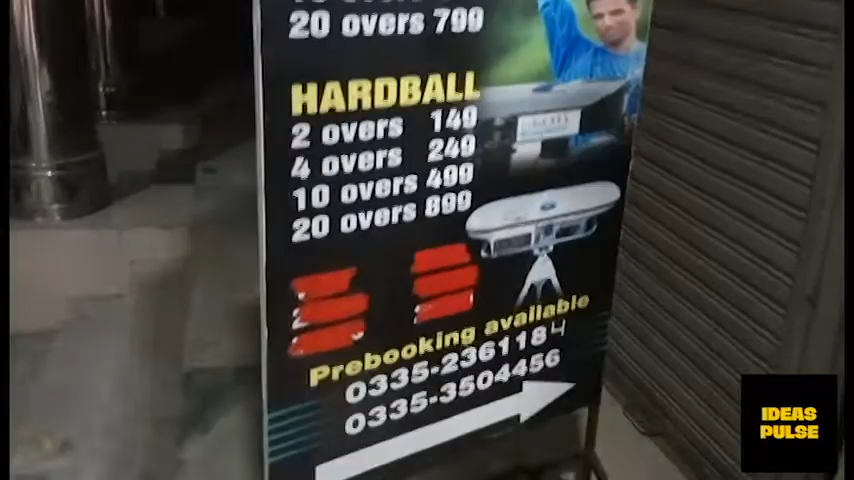 20 overs 799
HARDBALL
2 overs 149
4 overs 249
10 overs 499
20 overs 899
Prebooking available
0335-2361184
0335-3504456
IDEAS
PULSE